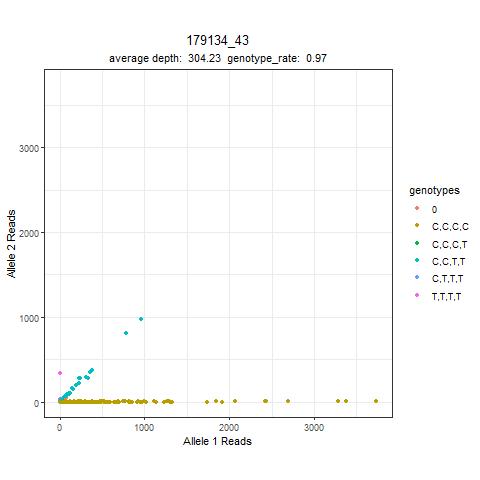 179134_43
average depth: 304.23 genotype_rate: 0.97
3000
2000
1000
0
Allele 2 Reads
0 1000 2000 3000
Allele 1 Reads
genotypes
0
C,C,C,C
C,C,C,T
C,C,T,T
C,T,T,T
T,T,T,T